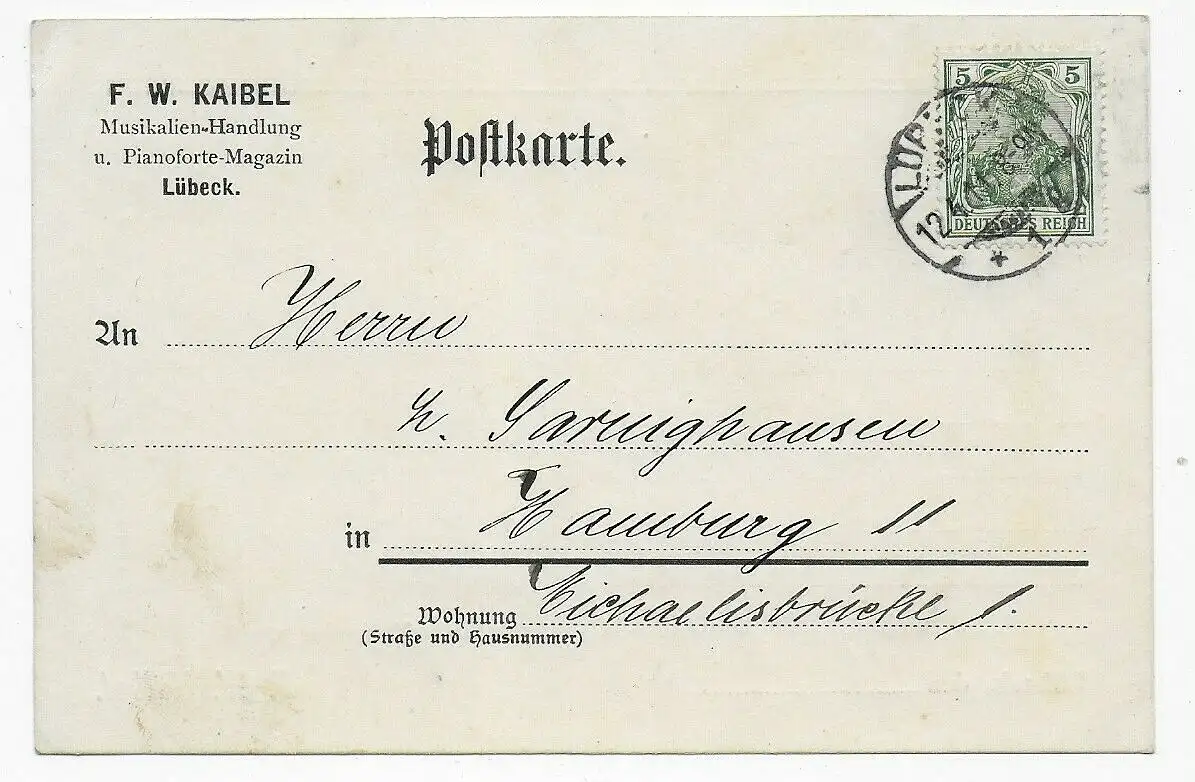 F. W. KAIBEL
Musikalien-Handlung
u. Pianoforte-Magazin
Lübeck.
Postkarte.
5 5
DEUTSCHES REICH
An Herrn
H. Sarnighausen
in Hamburg 11
Wohnung Michaelisbrücke 1.
(Straße und Hausnummer)